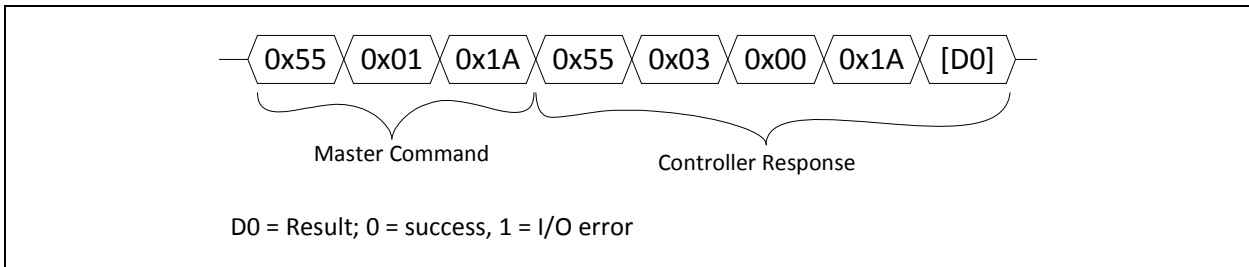 0x55 0x01 0x1A 0x55 0x03 0x00 0x1A [D0]
Master Command Controller Response
D0 = Result; 0 = success, 1 = I/O error